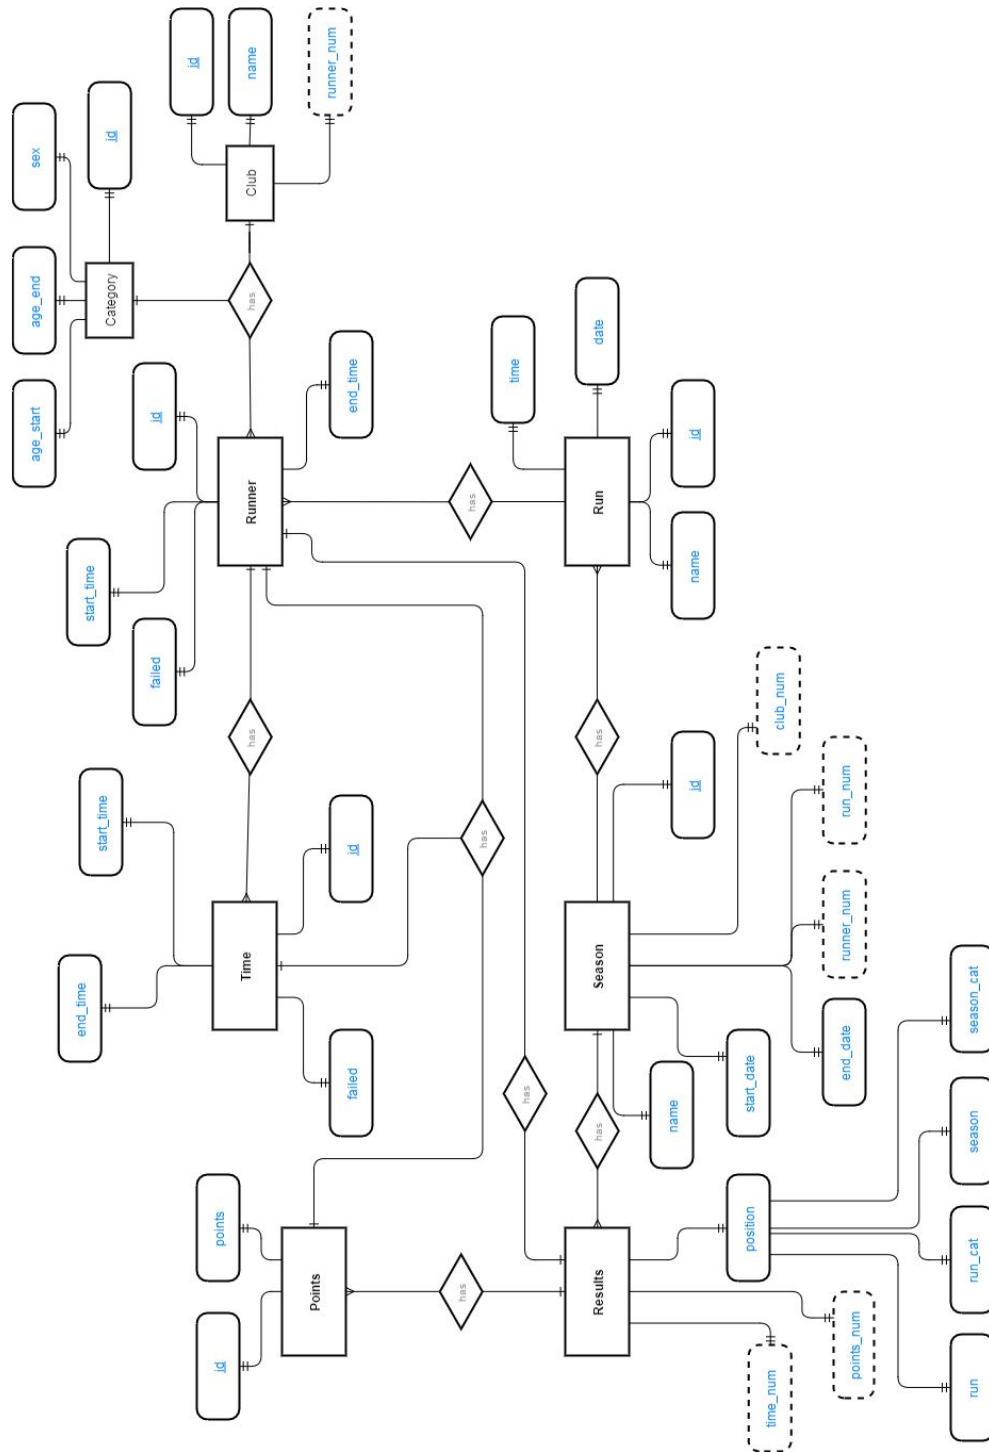 sex
age_end
age_start
id
Category
id
name
runner_num
Club
has
id
start_time
failed
Runner
end_time
has
time
date
Run
id
name
has
start_time
end_time
Time
id
failed
has
has
has
Season
id
club_num
run_num
runner_num
end_date
start_date
name
has
points
id
Points
has
Results
position
season_cat
season
run_cat
run
points_num
time_num